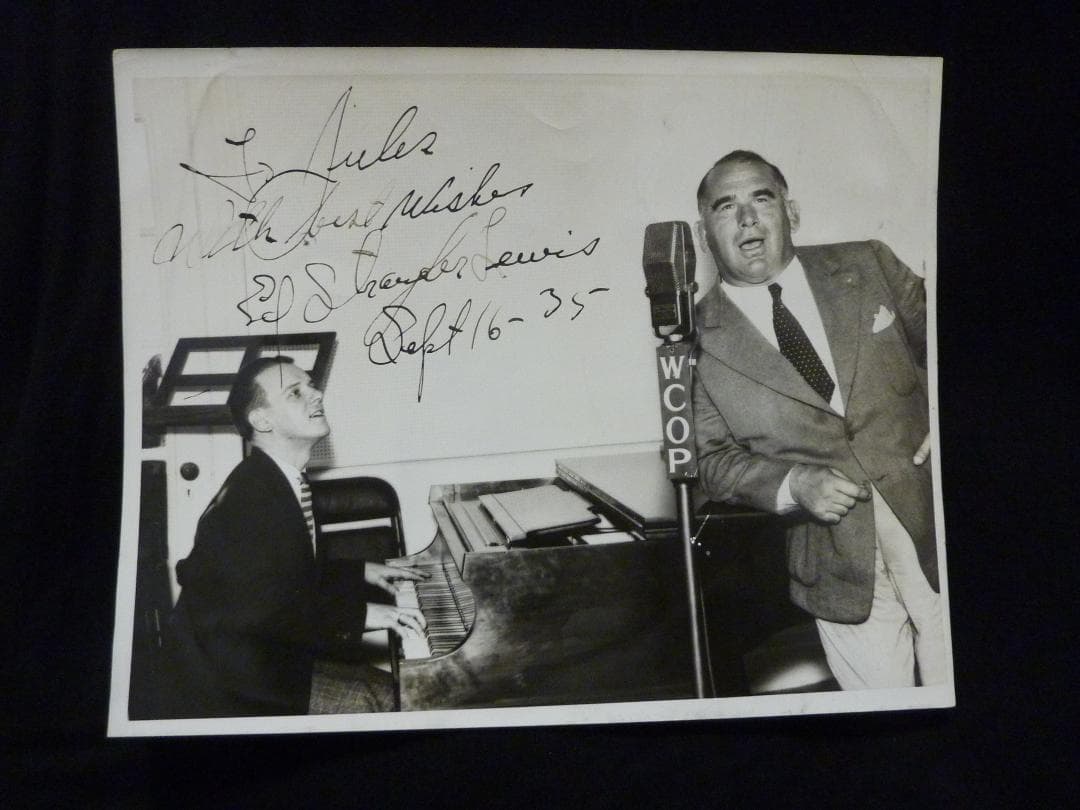 To Jules
With best Wishes
Ed Strangler Lewis
Sept 16-35
WCOP